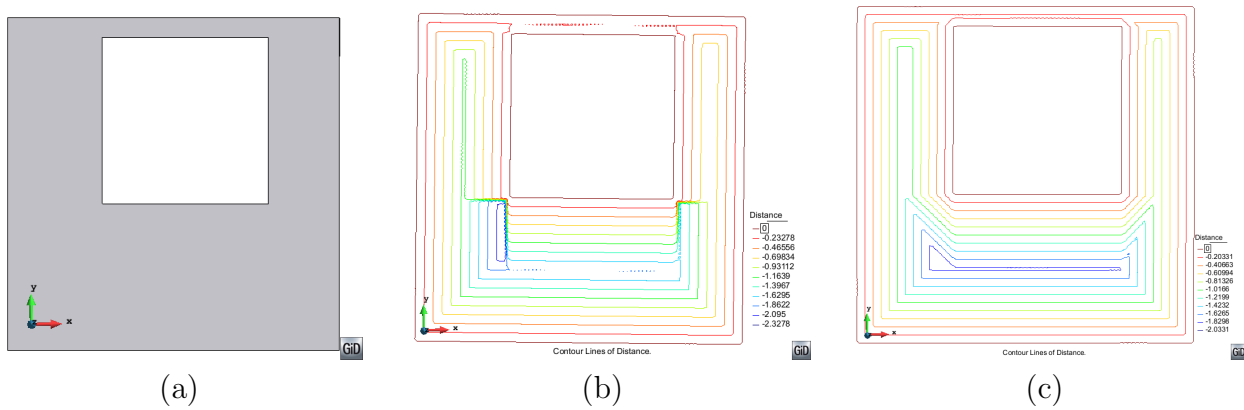 y
x
GiD
(a)
Distance
0
-0.23278
-0.46556
-0.69834
-0.93112
-1.1639
-1.3967
-1.6295
-1.8622
-2.095
-2.3278
y
x
Contour Lines of Distance.
GiD
(b)
Distance
0
-0.20331
-0.40663
-0.60994
-0.81326
-1.0166
-1.2199
-1.4232
-1.6265
-1.8298
-2.0331
y
x
Contour Lines of Distance.
GiD
(c)